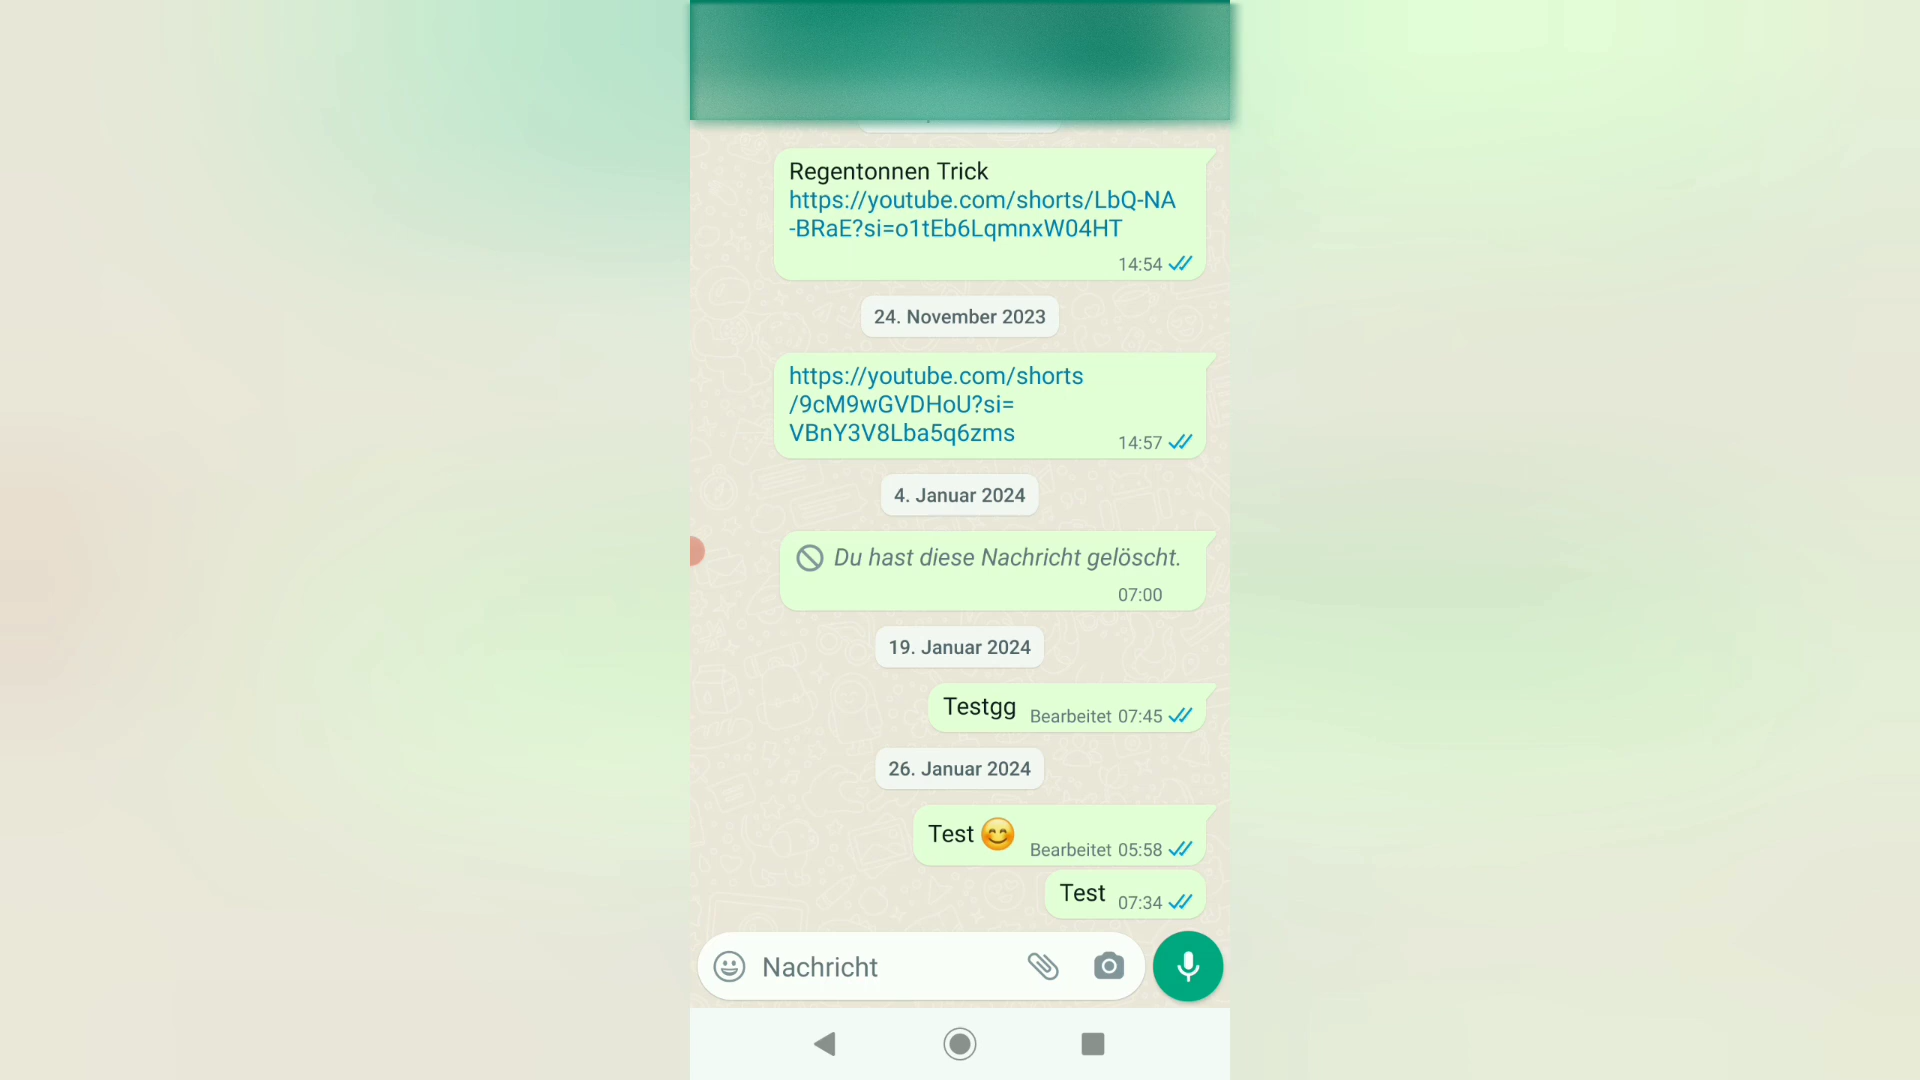 Regentonnen Trick
https://youtube.com/shorts/LbQ-NA
-BRaE?si=o1tEb6LqmnxW04HT
14:54
24. November 2023
https://youtube.com/shorts
/9cM9wGVDHoU?si=
VBnY3V8Lba5q6zms
14:57
4. Januar 2024
Du hast diese Nachricht gelöscht.
07:00
19. Januar 2024
Testgg Bearbeitet 07:45
26. Januar 2024
Test 😊 Bearbeitet 05:58
Test 07:34
Nachricht